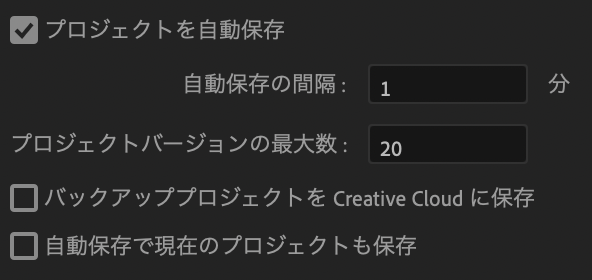 プロジェクトを自動保存
自動保存の間隔 : 1 分
プロジェクトバージョンの最大数 : 20
バックアッププロジェクトを Creative Cloud に保存
自動保存で現在のプロジェクトも保存